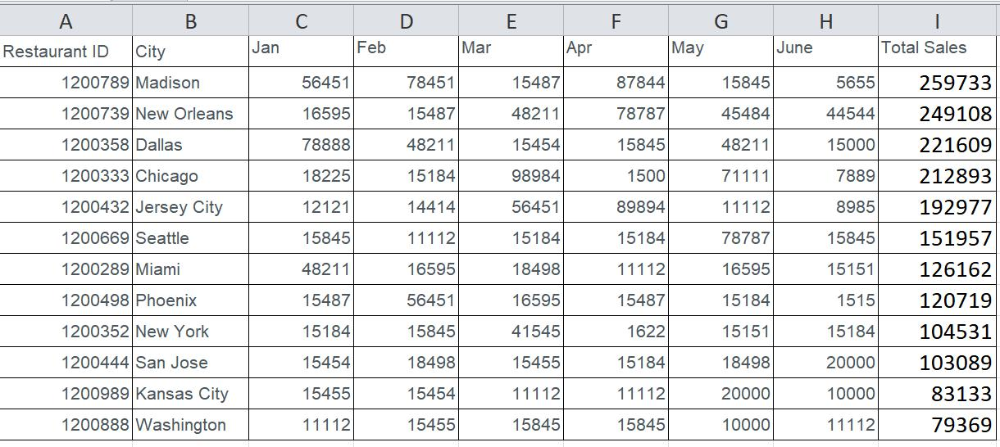 A B C D E F G H I
Restaurant ID City Jan Feb Mar Apr May June Total Sales
1200789 Madison 56451 78451 15487 87844 15845 5655 259733
1200739 New Orleans 16595 15487 48211 78787 45484 44544 249108
1200358 Dallas 78888 48211 15454 15845 48211 15000 221609
1200333 Chicago 18225 15184 98984 1500 71111 7889 212893
1200432 Jersey City 12121 14414 56451 89894 11112 8985 192977
1200669 Seattle 15845 11112 15184 15184 78787 15845 151957
1200289 Miami 48211 16595 18498 11112 16595 15151 126162
1200498 Phoenix 15487 56451 16595 15487 15184 1515 120719
1200352 New York 15184 15845 41545 1622 15151 15184 104531
1200444 San Jose 15454 18498 15455 15184 18498 20000 103089
1200989 Kansas City 15455 15454 11112 11112 20000 10000 83133
1200888 Washington 11112 15455 15845 15845 10000 11112 79369